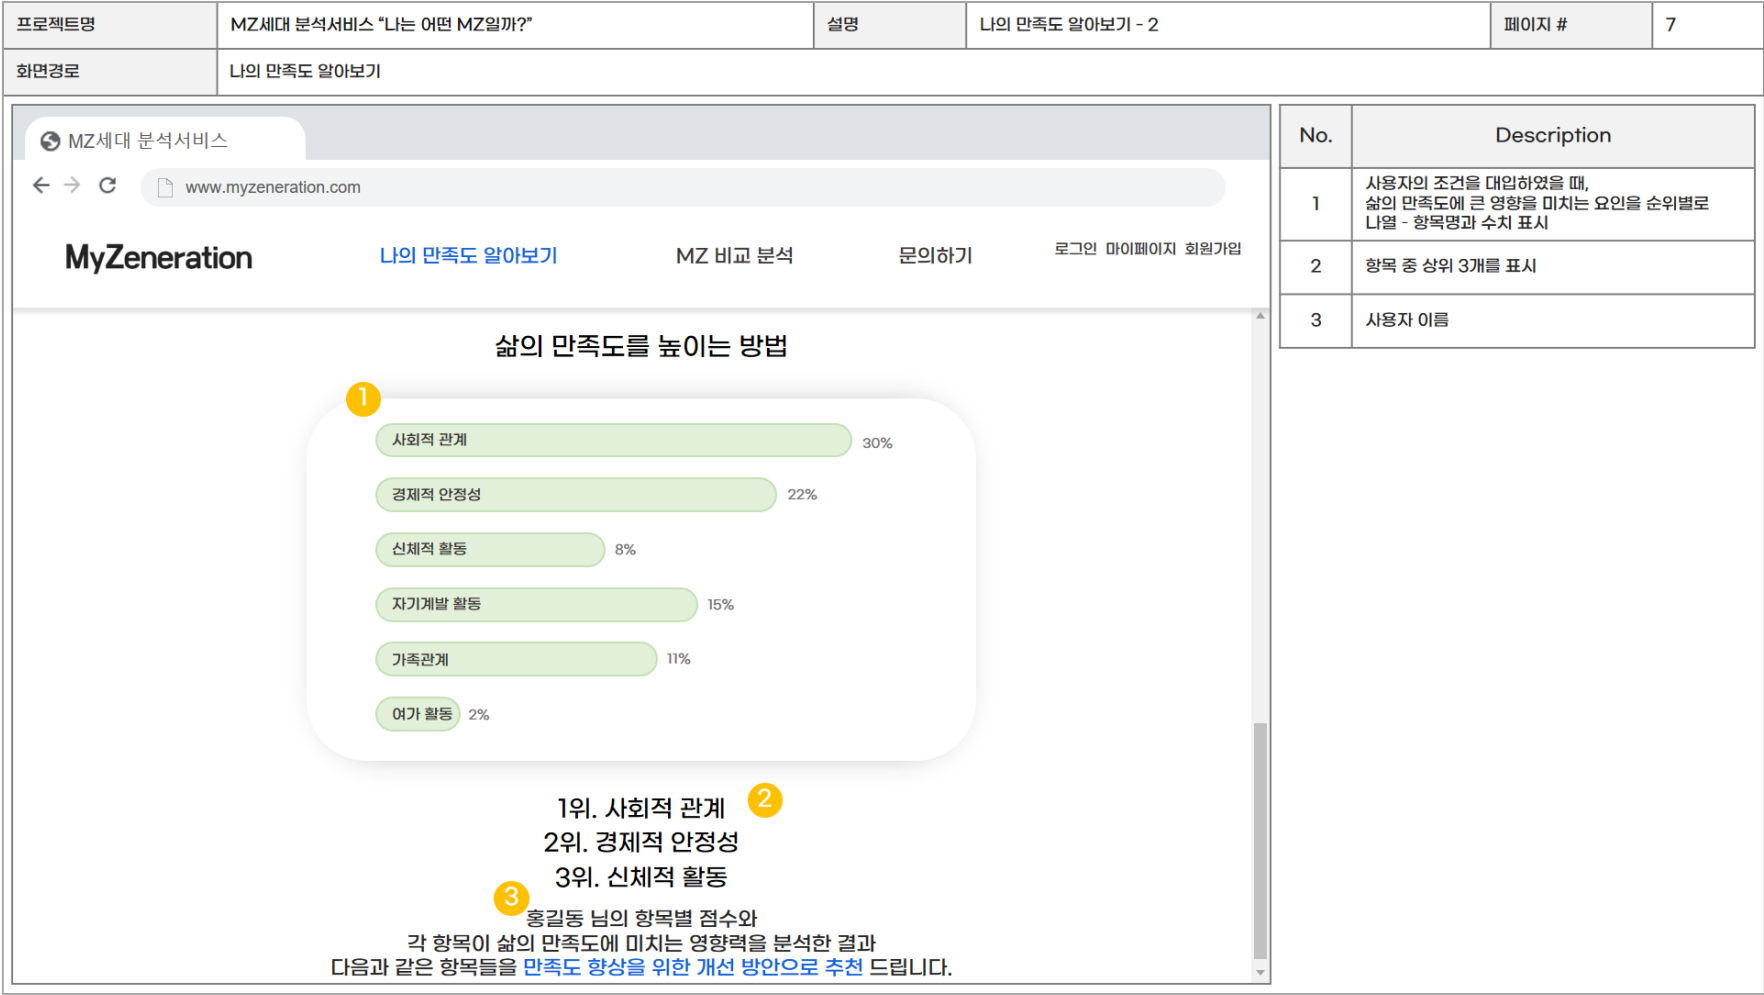 프로젝트명
MZ세대 분석서비스 “나는 어떤 MZ일까?”
설명
나의 만족도 알아보기 - 2
페이지 #
7
화면경로
나의 만족도 알아보기
MZ세대 분석서비스
www.myzeneration.com
MyZeneration
나의 만족도 알아보기
MZ 비교 분석
문의하기
로그인 마이페이지 회원가입
삶의 만족도를 높이는 방법
1
사회적 관계
30%
경제적 안정성
22%
신체적 활동
8%
자기계발 활동
15%
가족관계
11%
여가 활동
2%
1위. 사회적 관계
2
2위. 경제적 안정성
3위. 신체적 활동
3
홍길동 님의 항목별 점수와
각 항목이 삶의 만족도에 미치는 영향력을 분석한 결과
다음과 같은 항목들을 만족도 향상을 위한 개선 방안으로 추천 드립니다.
No.
Description
1
사용자의 조건을 대입하였을 때,
삶의 만족도에 큰 영향을 미치는 요인을 순위별로
나열 - 항목명과 수치 표시
2
항목 중 상위 3개를 표시
3
사용자 이름